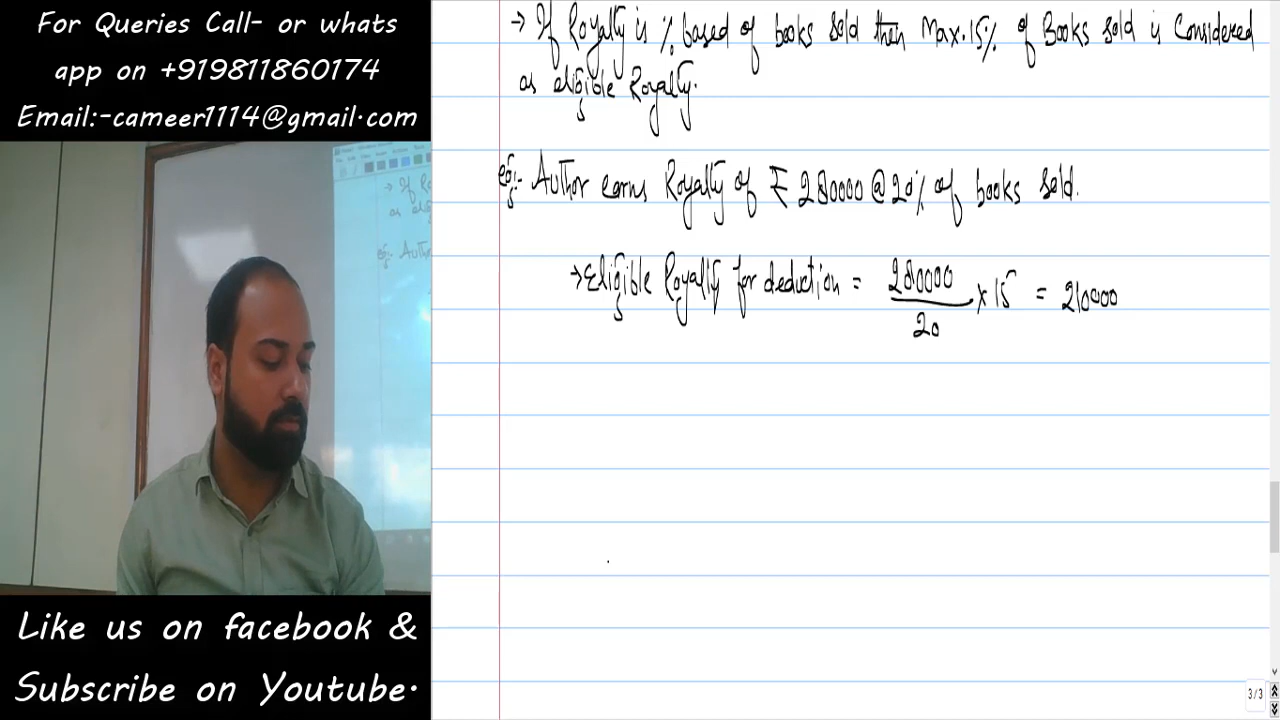 For Queries Call- or whats
app on +919811860174
Email:-cameer1114@gmail.com
→ If Royalty is % based of books sold then Max. 15% of Books sold is Considered
as eligible Royalty.
eg:- Author earns Royalty of ₹ 280000 @ 20% of books sold.
→ Eligible Royalty for deduction = 280000
20
× 15 = 210000
Like us on facebook &
Subscribe on Youtube.
3/3